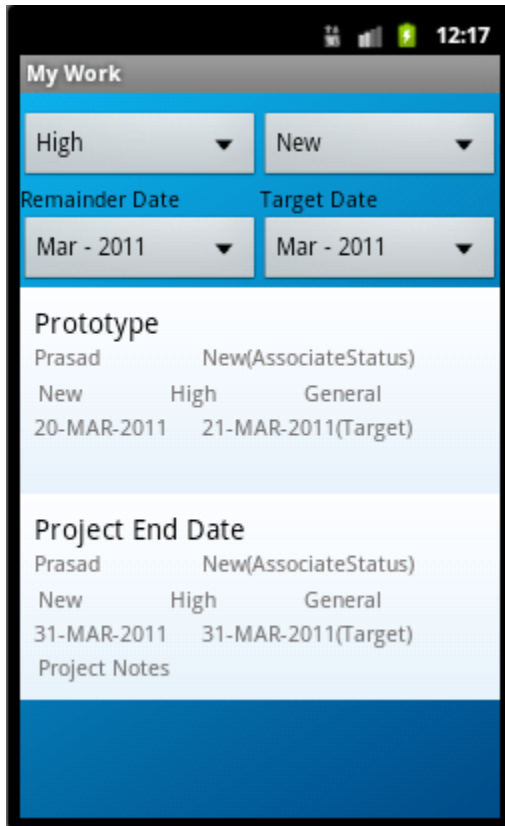 12:17
My Work
High New
Remainder Date Target Date
Mar - 2011 Mar - 2011
Prototype
Prasad New(AssociateStatus)
New High General
20-MAR-2011 21-MAR-2011(Target)
Project End Date
Prasad New(AssociateStatus)
New High General
31-MAR-2011 31-MAR-2011(Target)
Project Notes